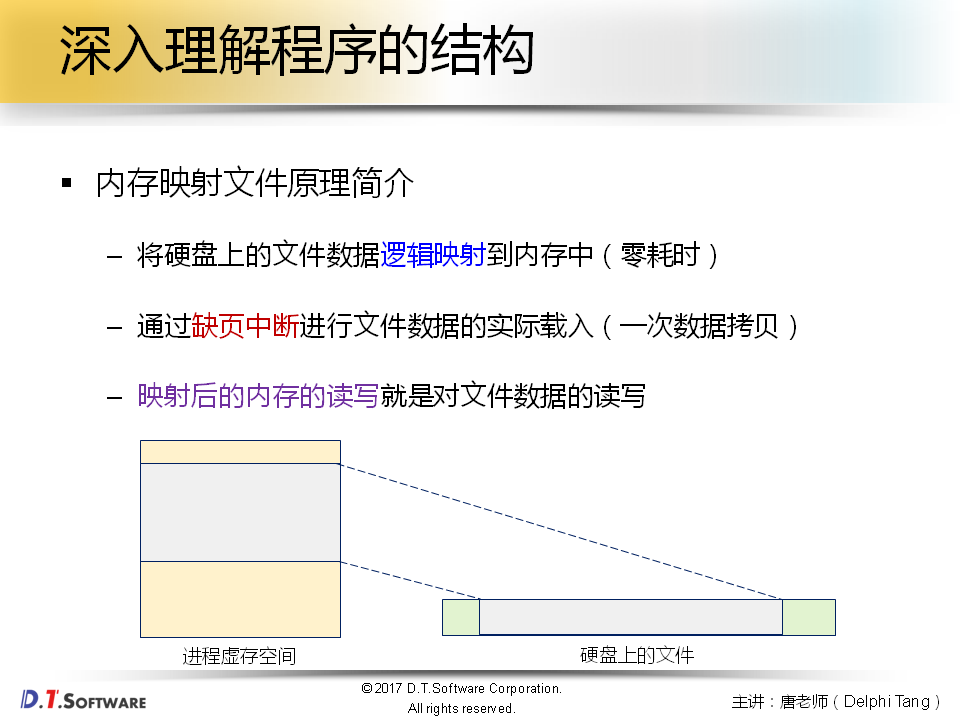 深入理解程序的结构
▪ 内存映射文件原理简介
– 将硬盘上的文件数据逻辑映射到内存中（零耗时）
– 通过缺页中断进行文件数据的实际载入（一次数据拷贝）
– 映射后的内存的读写就是对文件数据的读写
进程虚存空间
硬盘上的文件
D.T.SOFTWARE
©2017 D.T.Software Corporation.
All rights reserved.
主讲：唐老师（Delphi Tang）